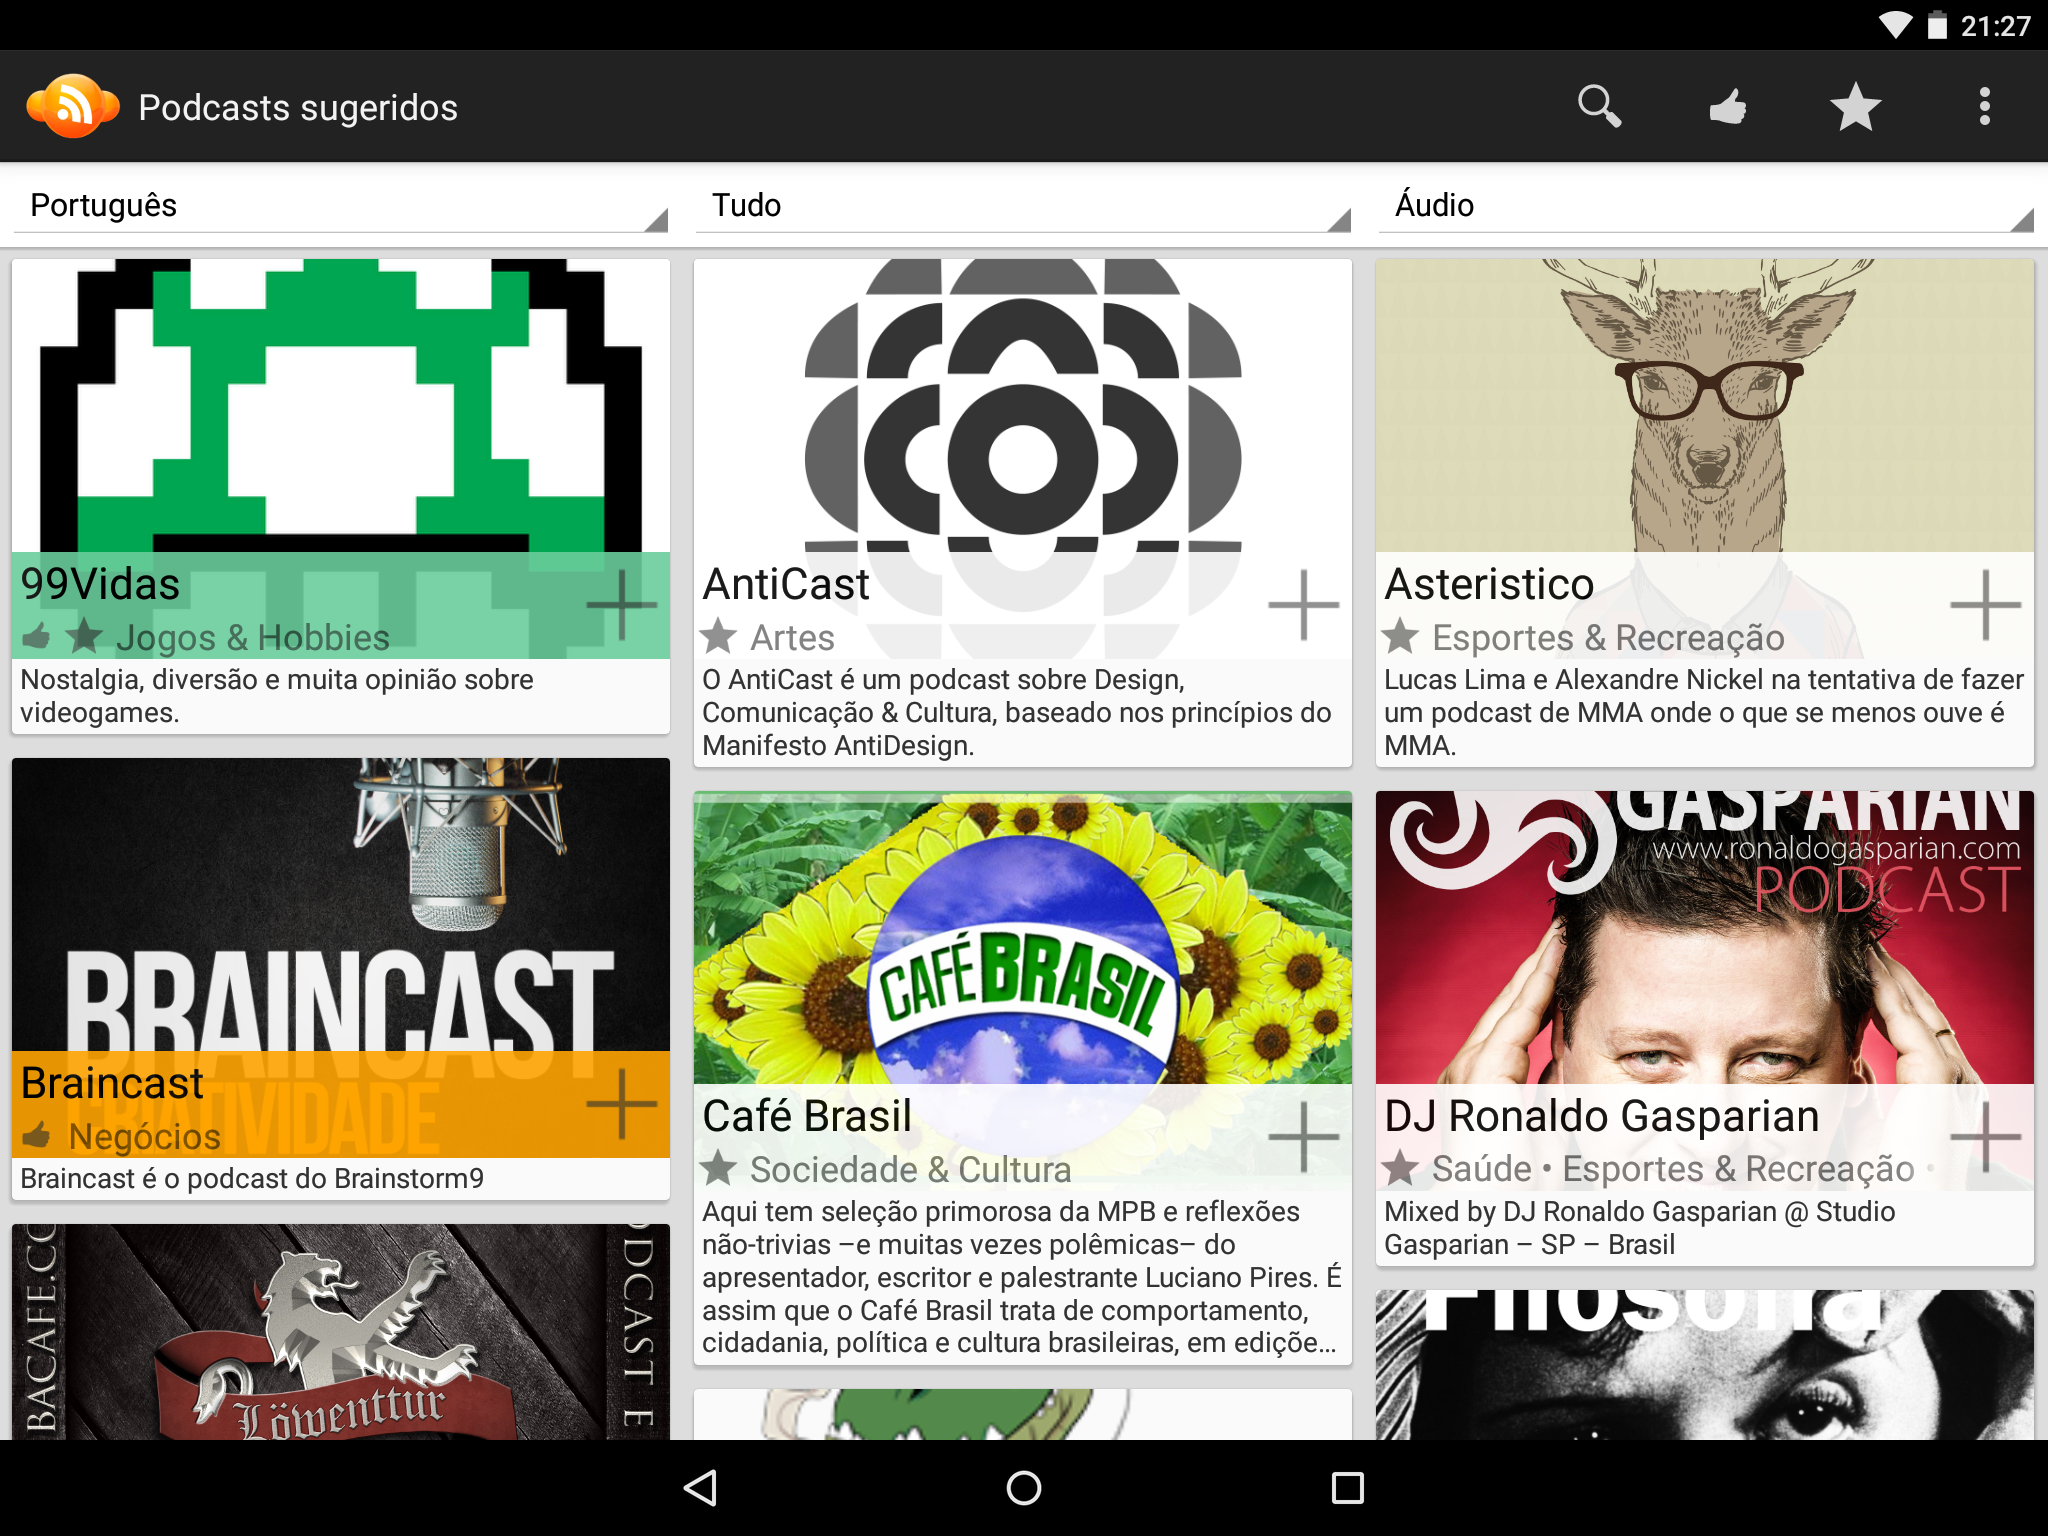 21:27
Podcasts sugeridos
Português
Tudo
Áudio
99Vidas
Jogos & Hobbies
Nostalgia, diversão e muita opinião sobre
videogames.
AntiCast
Artes
O AntiCast é um podcast sobre Design,
Comunicação & Cultura, baseado nos princípios do
Manifesto AntiDesign.
Asteristico
Esportes & Recreação
Lucas Lima e Alexandre Nickel na tentativa de fazer
um podcast de MMA onde o que se menos ouve é
MMA.
BRAINCAST
CRIATIVIDADE
Braincast
Negócios
Braincast é o podcast do Brainstorm9
CAFÉ BRASIL
Café Brasil
Sociedade & Cultura
Aqui tem seleção primorosa da MPB e reflexões
não-trivias –e muitas vezes polêmicas– do
apresentador, escritor e palestrante Luciano Pires. É
assim que o Café Brasil trata de comportamento,
cidadania, política e cultura brasileiras, em ediçõe...
GASPARIAN
www.ronaldogasparian.com
PODCAST
DJ Ronaldo Gasparian
Saúde • Esportes & Recreação •
Mixed by DJ Ronaldo Gasparian @ Studio
Gasparian – SP – Brasil
BACAFE.CO
Löwenttur
ODCAST E
Filosofia